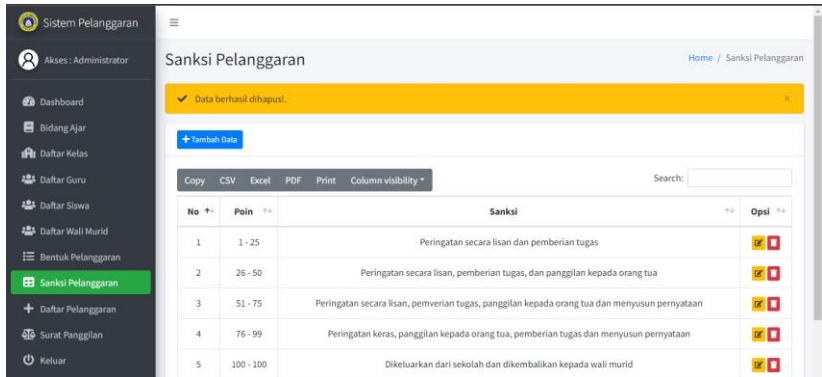 Sistem Pelanggaran
Akses : Administrator
Dashboard
Bidang Ajar
Daftar Kelas
Daftar Guru
Daftar Siswa
Daftar Wali Murid
Bentuk Pelanggaran
Sanksi Pelanggaran
Daftar Pelanggaran
Surat Panggilan
Keluar
Sanksi Pelanggaran
Home / Sanksi Pelanggaran
Data berhasil dihapus!.
Tambah Data
Copy CSV Excel PDF Print Column visibility
Search:
No Poin Sanksi Opsi
1 1 - 25 Peringatan secara lisan dan pemberian tugas
2 26 - 50 Peringatan secara lisan, pemberian tugas, dan panggilan kepada orang tua
3 51 - 75 Peringatan secara lisan, pemverian tugas, panggilan kepada orang tua dan menyusun pernyataan
4 76 - 99 Peringatan keras, panggilan kepada orang tua, pemberian tugas dan menyusun pernyataan
5 100 - 100 Dikeluarkan dari sekolah dan dikembalikan kepada wali murid